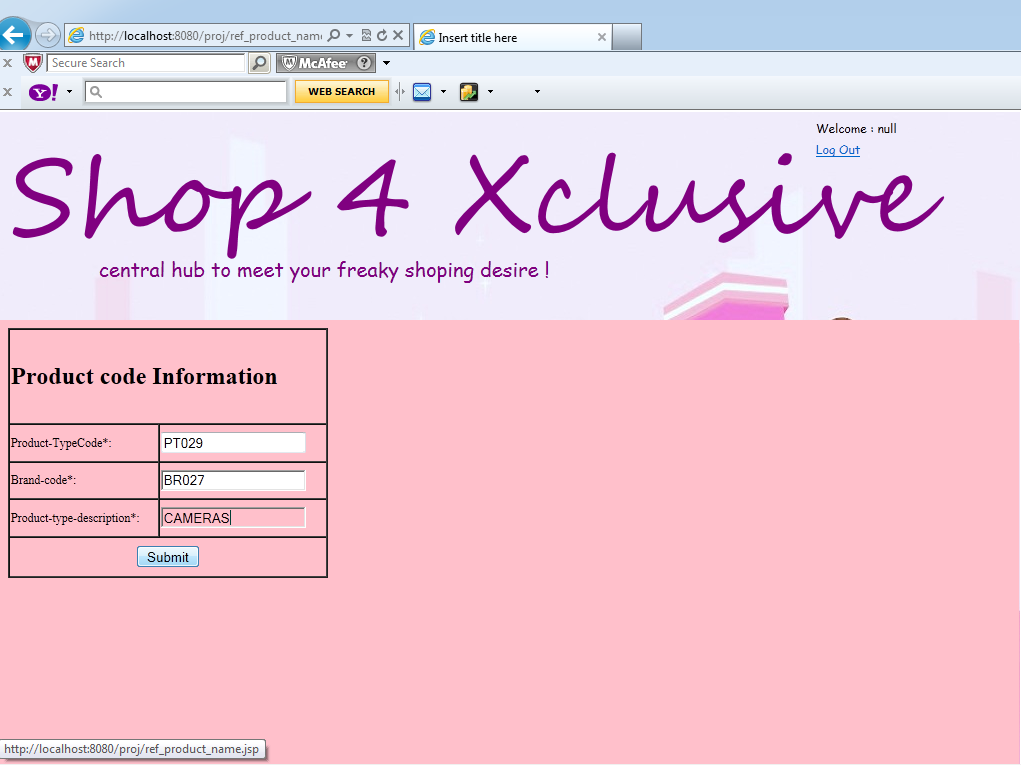 http://localhost:8080/proj/ref_product_nam
Insert title here
Secure Search
McAfee
Y!
WEB SEARCH
Welcome : null
Log Out
Shop 4 Xclusive
central hub to meet your freaky shoping desire !
Product code Information
Product-TypeCode*: PT029
Brand-code*: BR027
Product-type-description*: CAMERAS
Submit
http://localhost:8080/proj/ref_product_name.jsp